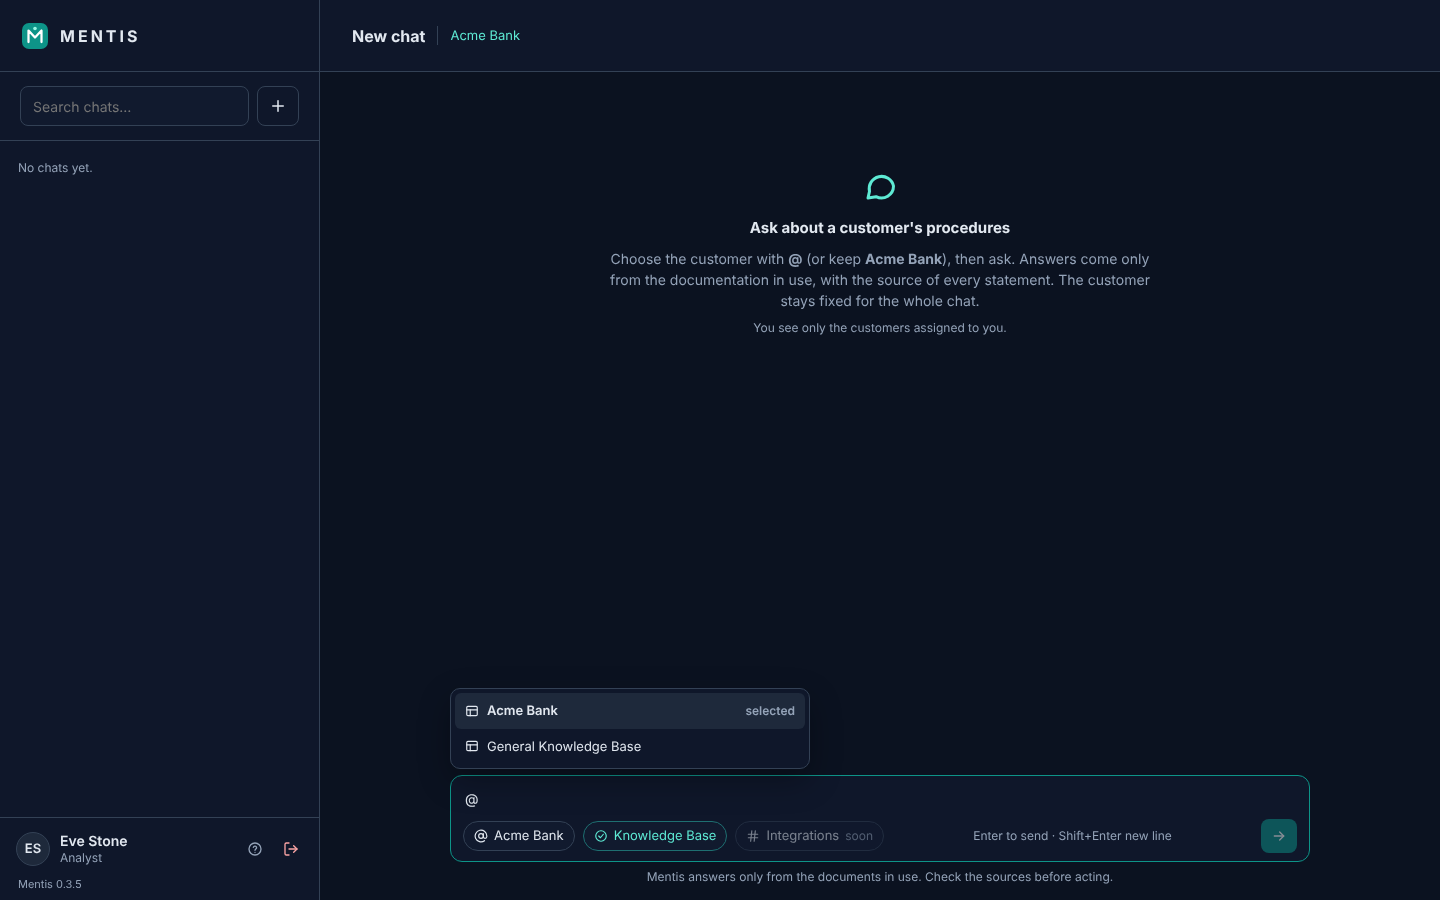 MENTIS
New chat
Acme Bank
Search chats...
No chats yet.
Ask about a customer's procedures
Choose the customer with @ (or keep Acme Bank), then ask. Answers come only
from the documentation in use, with the source of every statement. The customer
stays fixed for the whole chat.
You see only the customers assigned to you.
Acme Bank selected
General Knowledge Base
@
@ Acme Bank
Knowledge Base
# Integrations soon
Enter to send · Shift+Enter new line
Mentis answers only from the documents in use. Check the sources before acting.
ES
Eve Stone
Analyst
Mentis 0.3.5